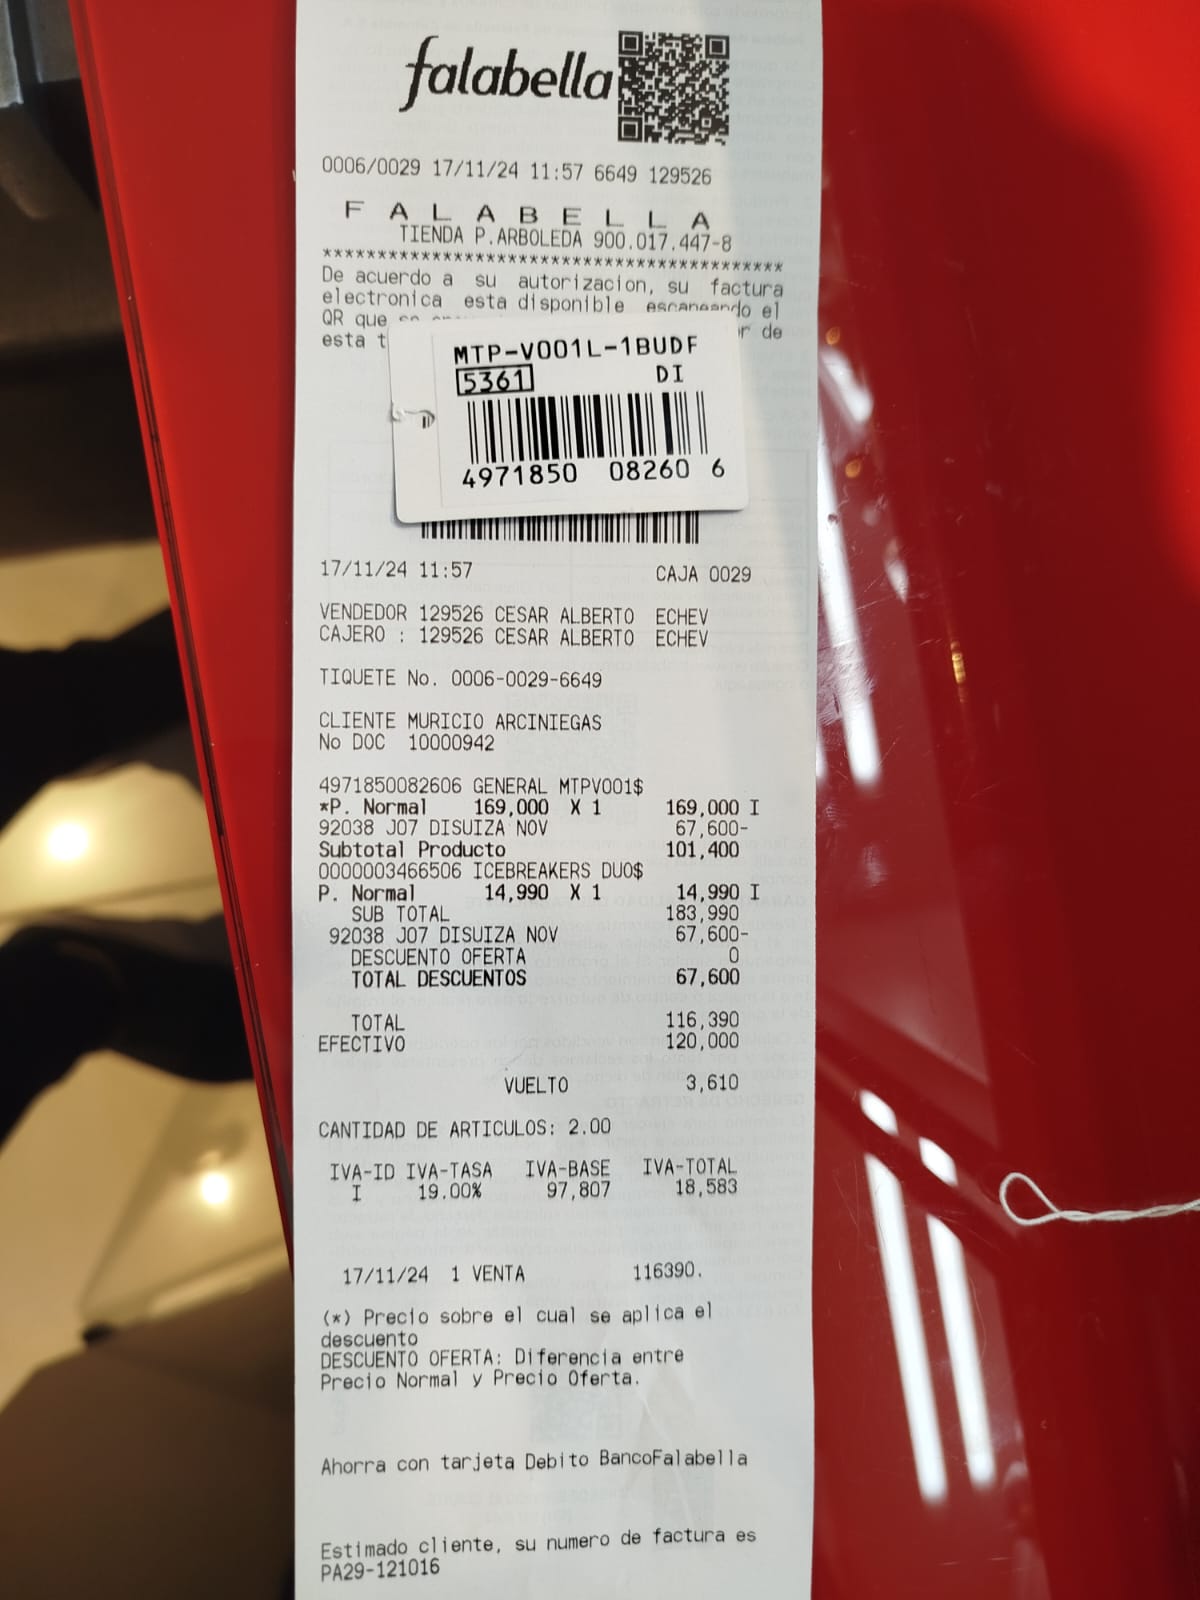 falabella
0006/0029 17/11/24 11:57 6649 129526
F A L A B E L L A
TIENDA P.ARBOLEDA 900.017.447-8
*******************************************
De acuerdo a su autorizacion, su factura
electronica esta disponible escaneando el
QR que
esta
de
MTP-V001L-1BUDF
5361 DI
4971850 08260 6
17/11/24 11:57 CAJA 0029
VENDEDOR 129526 CESAR ALBERTO ECHEV
CAJERO : 129526 CESAR ALBERTO ECHEV
TIQUETE No. 0006-0029-6649
CLIENTE MURICIO ARCINIEGAS
No DOC 10000942
4971850082606 GENERAL MTPV001$
*P. Normal 169,000 X 1 169,000 I
92038 J07 DISUIZA NOV 67,600-
Subtotal Producto 101,400
0000003466506 ICEBREAKERS DUO$
P. Normal 14,990 X 1 14,990 I
SUB TOTAL 183,990
92038 J07 DISUIZA NOV 67,600-
DESCUENTO OFERTA 0
TOTAL DESCUENTOS 67,600
TOTAL 116,390
EFECTIVO 120,000
VUELTO 3,610
CANTIDAD DE ARTICULOS: 2.00
IVA-ID IVA-TASA IVA-BASE IVA-TOTAL
I 19.00% 97,807 18,583
17/11/24 1 VENTA 116390.
(*) Precio sobre el cual se aplica el
descuento
DESCUENTO OFERTA: Diferencia entre
Precio Normal y Precio Oferta.
Ahorra con tarjeta Debito BancoFalabella
Estimado cliente, su numero de factura es
PA29-121016